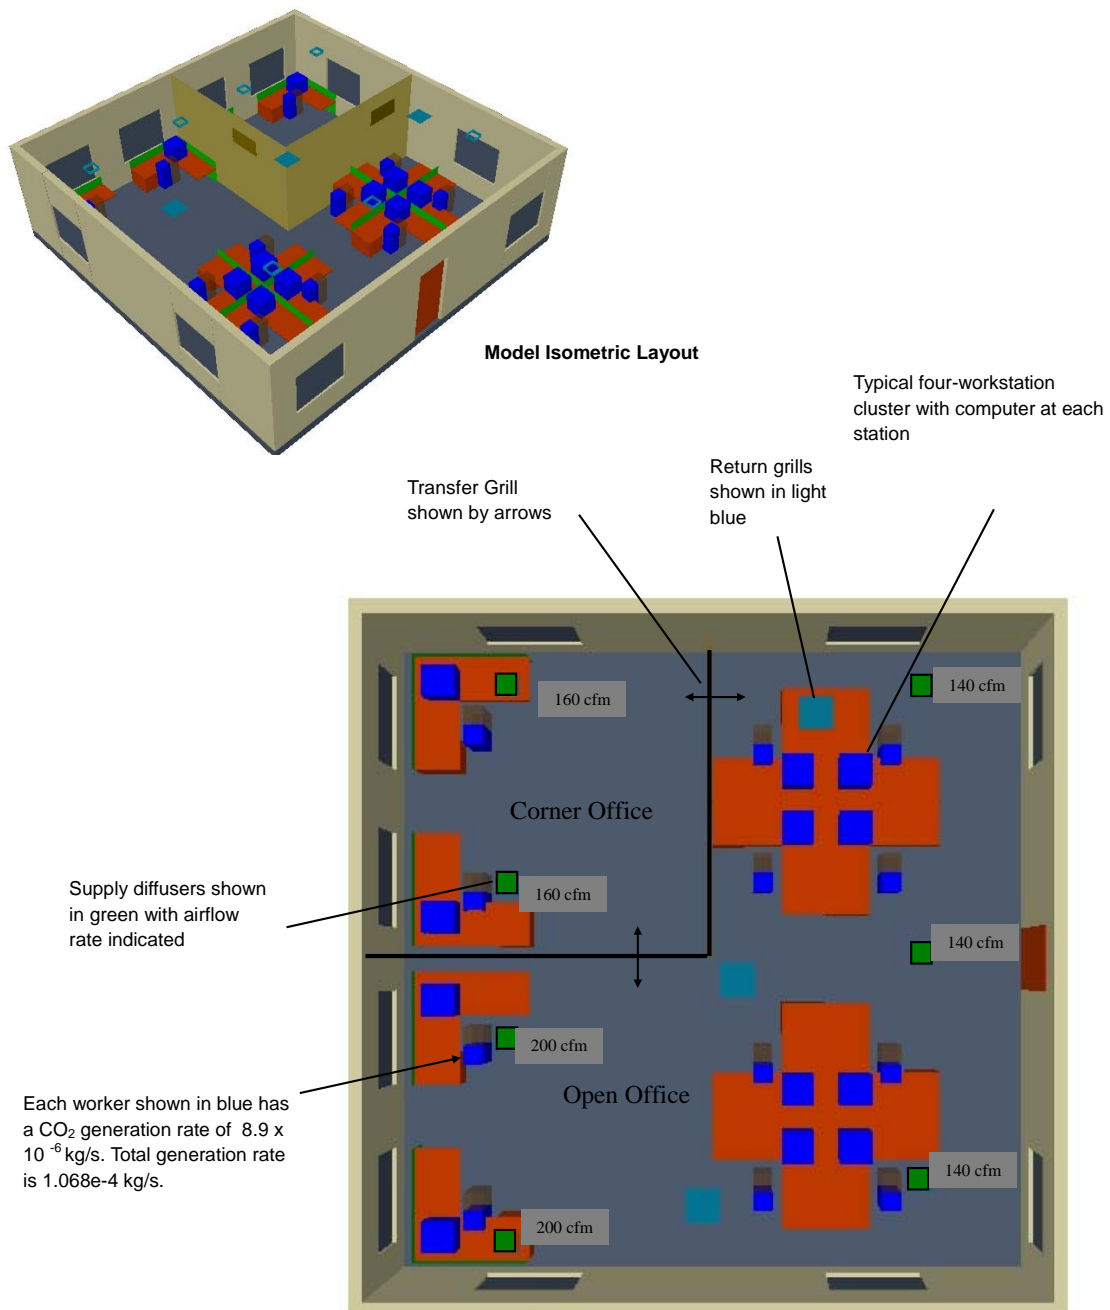 Model Isometric Layout
Typical four-workstation
cluster with computer at each
station
Return grills
shown in light
blue
Transfer Grill
shown by arrows
140 cfm
160 cfm
Corner Office
Supply diffusers shown
in green with airflow
rate indicated
160 cfm
140 cfm
200 cfm
Open Office
Each worker shown in blue has
a CO₂ generation rate of 8.9 x
10 ⁻⁶ kg/s. Total generation rate
is 1.068e-4 kg/s.
140 cfm
200 cfm